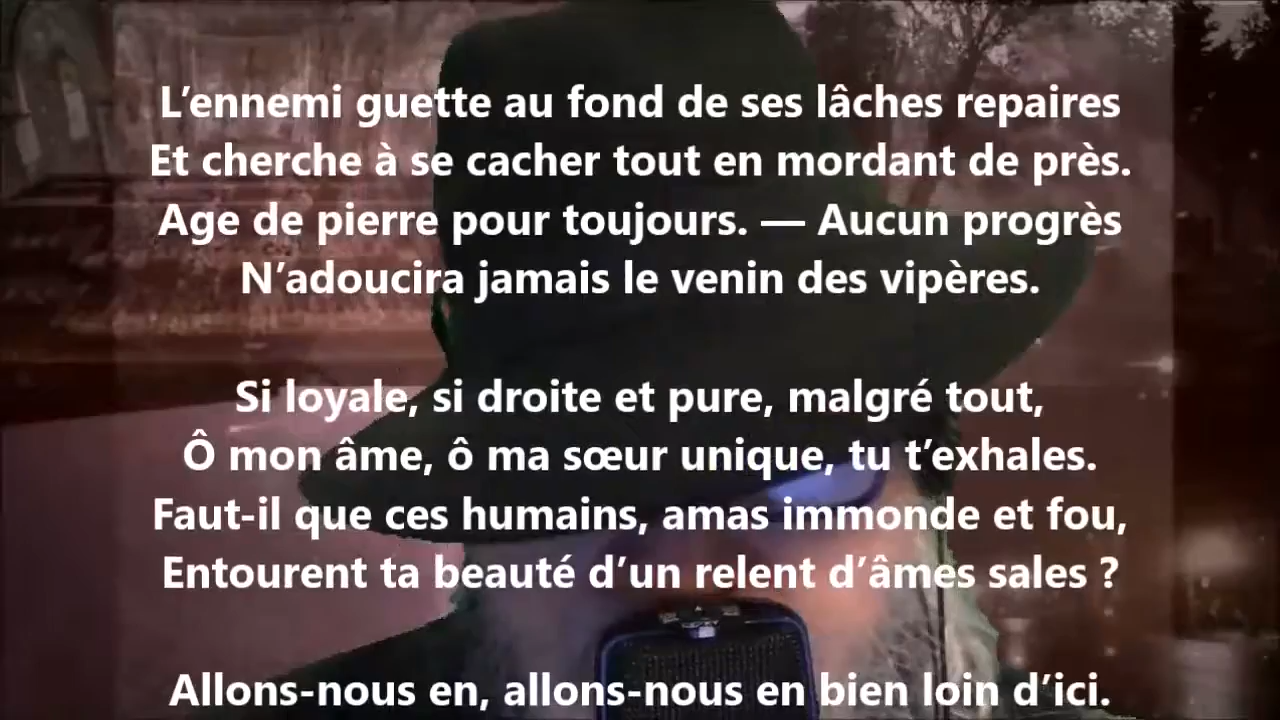 L’ennemi guette au fond de ses lâches repaires
Et cherche à se cacher tout en mordant de près.
Age de pierre pour toujours. — Aucun progrès
N’adoucira jamais le venin des vipères.
Si loyale, si droite et pure, malgré tout,
Ô mon âme, ô ma sœur unique, tu t’exhales.
Faut-il que ces humains, amas immonde et fou,
Entourent ta beauté d’un relent d’âmes sales ?
Allons-nous en, allons-nous en bien loin d’ici.